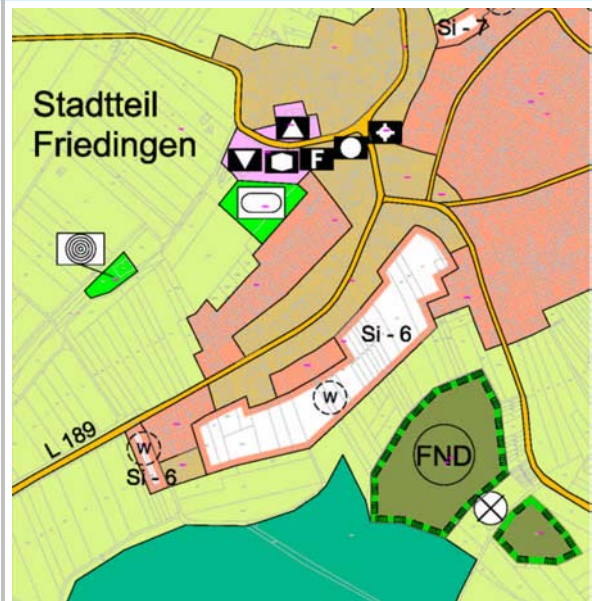 Si - 7
Stadtteil
Friedingen
F
Si - 6
W
L 189
W
Si - 6
FND